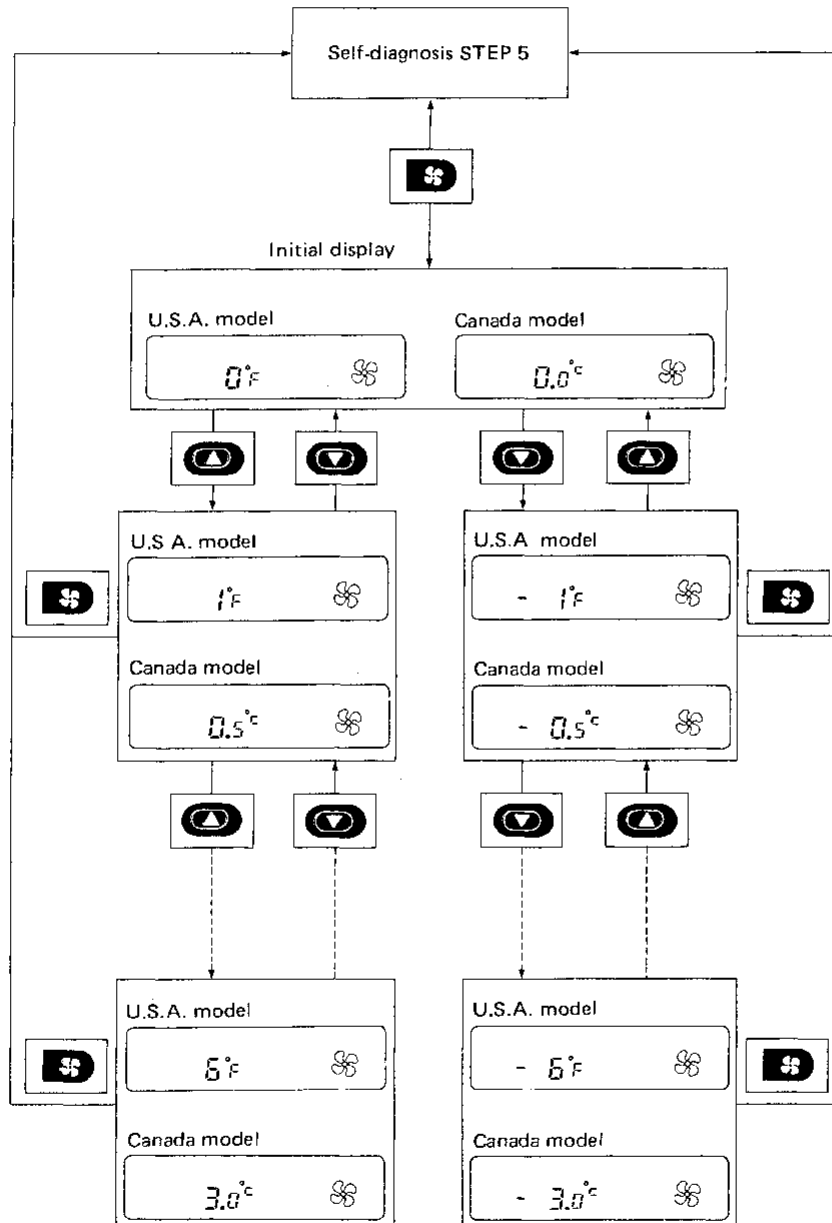 Self-diagnosis STEP 5
Initial display
U.S.A. model
Canada model
0°F
0.0°C
U.S A. model
1°F
Canada model
0.5°C
U.S.A model
- 1°F
Canada model
- 0.5°C
U.S.A. model
6°F
Canada model
3.0°C
U.S.A. model
- 6°F
Canada model
- 3.0°C